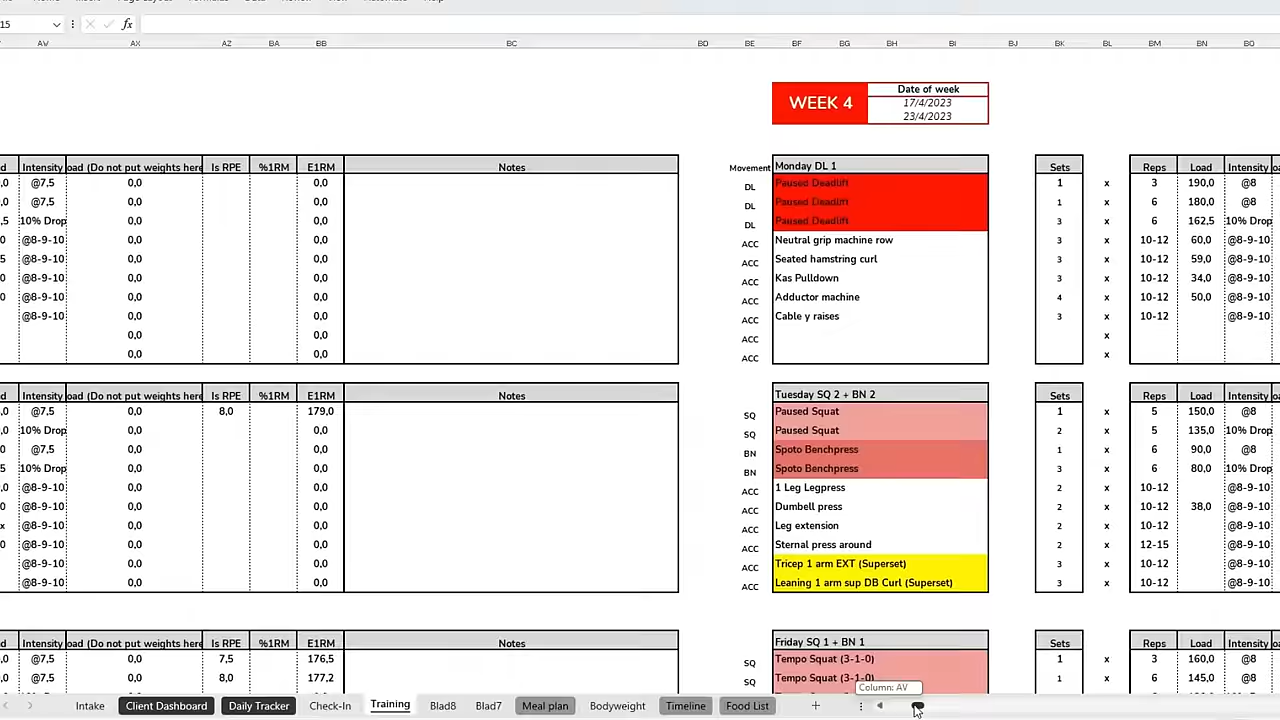 15
fx
AW AX AZ BA BB BC BD BE BF BG BH BI BJ BK BL BM BN BO
WEEK 4 Date of week
17/4/2023
23/4/2023
Intensity oad (Do not put weights here Is RPE %1RM E1RM Notes Movement Monday DL 1 Sets Reps Load Intensity
,0 @7,5 0,0 0,0 DL Paused Deadlift 1 x 3 190,0 @8
,0 @7,5 0,0 0,0 DL Paused Deadlift 1 x 6 180,0 @8
,5 10% Drop 0,0 0,0 DL Paused Deadlift 3 x 6 162,5 10% Drop
0 @8-9-10 0,0 0,0 ACC Neutral grip machine row 3 x 10-12 60,0 @8-9-10
5 @8-9-10 0,0 0,0 ACC Seated hamstring curl 3 x 10-12 59,0 @8-9-10
0 @8-9-10 0,0 0,0 ACC Kas Pulldown 3 x 10-12 34,0 @8-9-10
0 @8-9-10 0,0 0,0 ACC Adductor machine 4 x 10-12 50,0 @8-9-10
@8-9-10 0,0 0,0 ACC Cable y raises 3 x 10-12 @8-9-10
0,0 0,0 ACC x
0,0 0,0 ACC x
Intensity oad (Do not put weights here Is RPE %1RM E1RM Notes Tuesday SQ 2 + BN 2 Sets Reps Load Intensity
,0 @7,5 0,0 8,0 179,0 SQ Paused Squat 1 x 5 150,0 @8
10% Drop 0,0 0,0 SQ Paused Squat 2 x 5 135,0 10% Drop
0 @7,5 0,0 0,0 BN Spoto Benchpress 1 x 6 90,0 @8
5 10% Drop 0,0 0,0 BN Spoto Benchpress 3 x 6 80,0 10% Drop
,0 @8-9-10 0,0 0,0 ACC 1 Leg Legpress 2 x 10-12 @8-9-10
0 @8-9-10 0,0 0,0 ACC Dumbell press 2 x 10-12 38,0 @8-9-10
x @8-9-10 0,0 0,0 ACC Leg extension 2 x 10-12 @8-9-10
0 @8-9-10 0,0 0,0 ACC Sternal press around 2 x 12-15 @8-9-10
@8-9-10 0,0 0,0 ACC Tricep 1 arm EXT (Superset) 3 x 10-12 @8-9-10
@8-9-10 0,0 0,0 ACC Leaning 1 arm sup DB Curl (Superset) 3 x 10-12 @8-9-10
Intensity oad (Do not put weights here Is RPE %1RM E1RM Notes Friday SQ 1 + BN 1 Sets Reps Load Intensity
,0 @7,5 0,0 7,5 176,5 SQ Tempo Squat (3-1-0) 1 x 3 160,0 @8
,0 @7,5 0,0 8,0 177,2 SQ Tempo Squat (3-1-0) 1 x 6 145,0 @8
Column: AV
Intake Client Dashboard Daily Tracker Check-In Training Blad8 Blad7 Meal plan Bodyweight Timeline Food List +